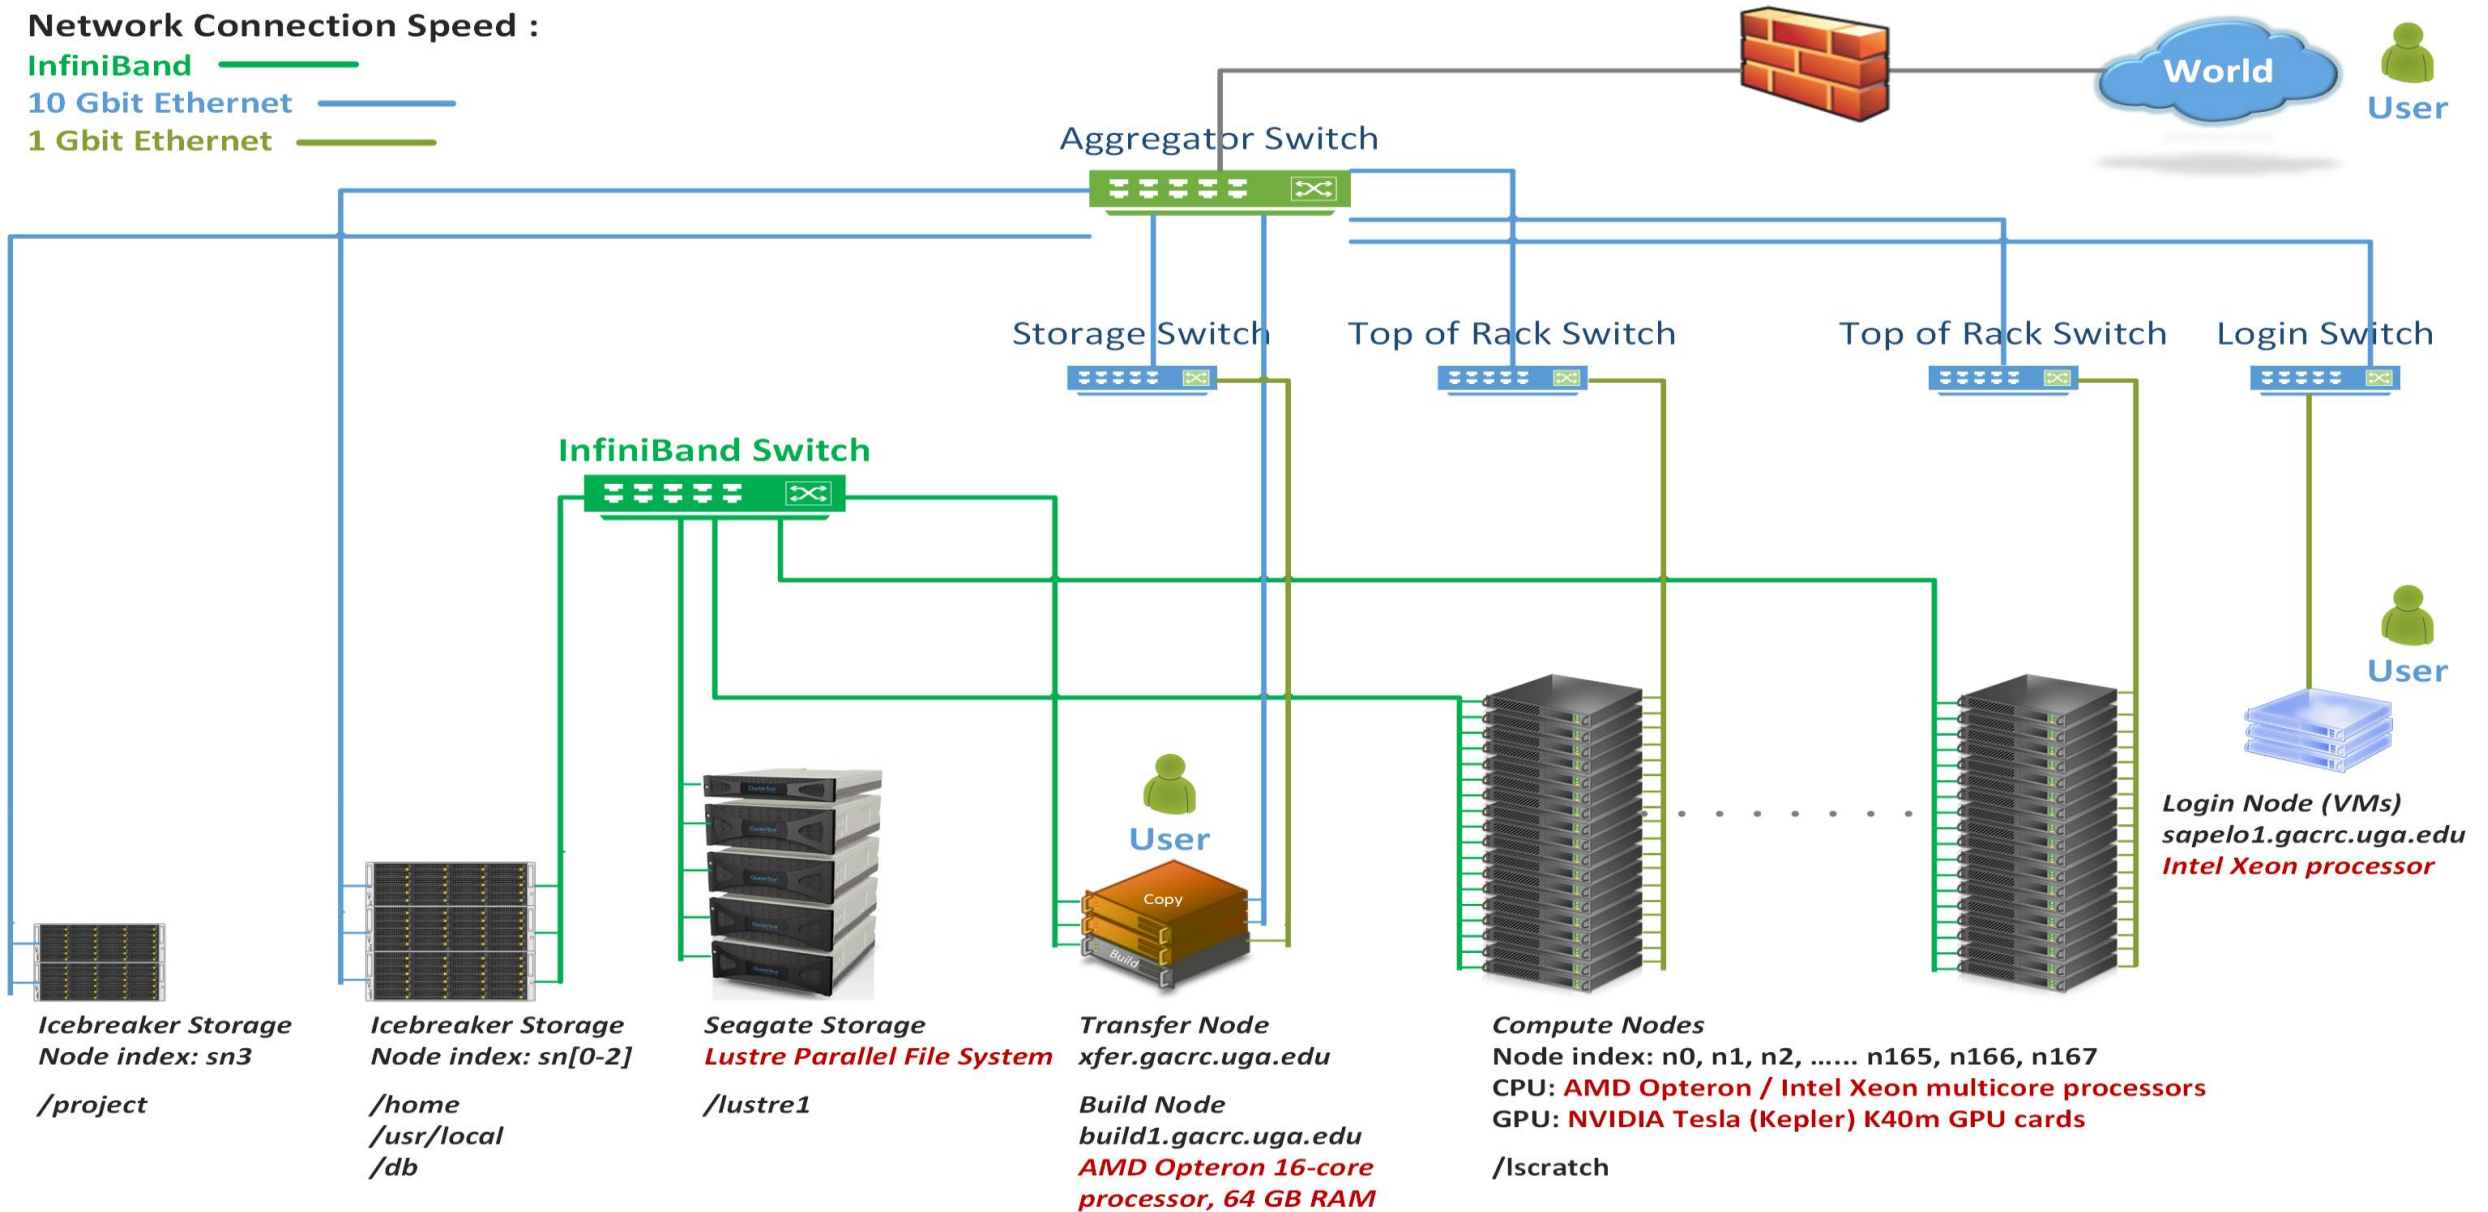 Network Connection Speed :
InfiniBand
10 Gbit Ethernet
1 Gbit Ethernet
World
User
Aggregator Switch
Storage Switch
Top of Rack Switch
Top of Rack Switch
Login Switch
InfiniBand Switch
User
User
Copy
Build
Login Node (VMs)
sapelo1.gacrc.uga.edu
Intel Xeon processor
Icebreaker Storage
Node index: sn3
/project
Icebreaker Storage
Node index: sn[0-2]
/home
/usr/local
/db
Seagate Storage
Lustre Parallel File System
/lustre1
Transfer Node
xfer.gacrc.uga.edu
Build Node
build1.gacrc.uga.edu
AMD Opteron 16-core
processor, 64 GB RAM
Compute Nodes
Node index: n0, n1, n2, ...... n165, n166, n167
CPU: AMD Opteron / Intel Xeon multicore processors
GPU: NVIDIA Tesla (Kepler) K40m GPU cards
/lscratch